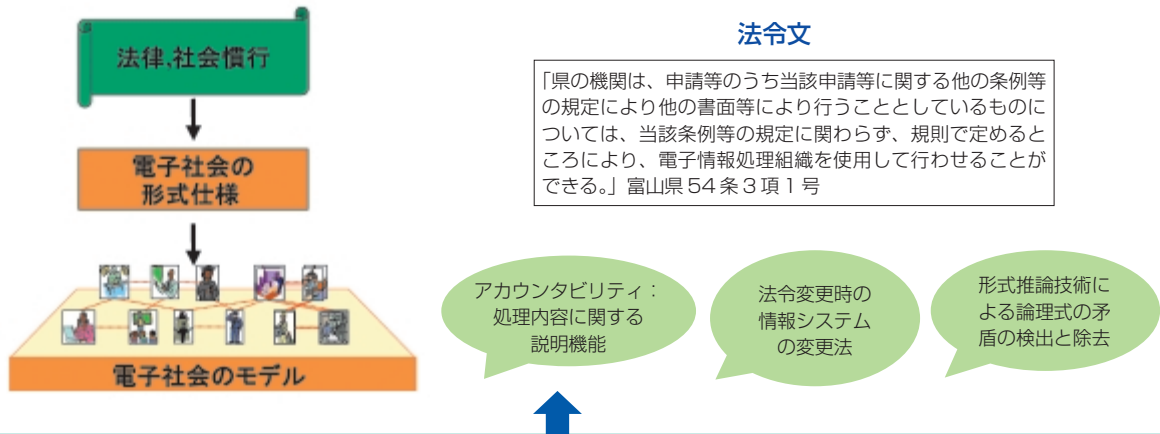 法律,社会慣行
電子社会の
形式仕様
電子社会のモデル
法令文
「県の機関は、申請等のうち当該申請等に関する他の条例等
の規定により他の書面等により行うこととしているものに
ついては、当該条例等の規定に関わらず、規則で定めると
ころにより、電子情報処理組織を使用して行わせることが
できる。」富山県54条3項1号
アカウンタビリティ：
処理内容に関する
説明機能
法令変更時の
情報システム
の変更法
形式推論技術に
よる論理式の矛
盾の検出と除去